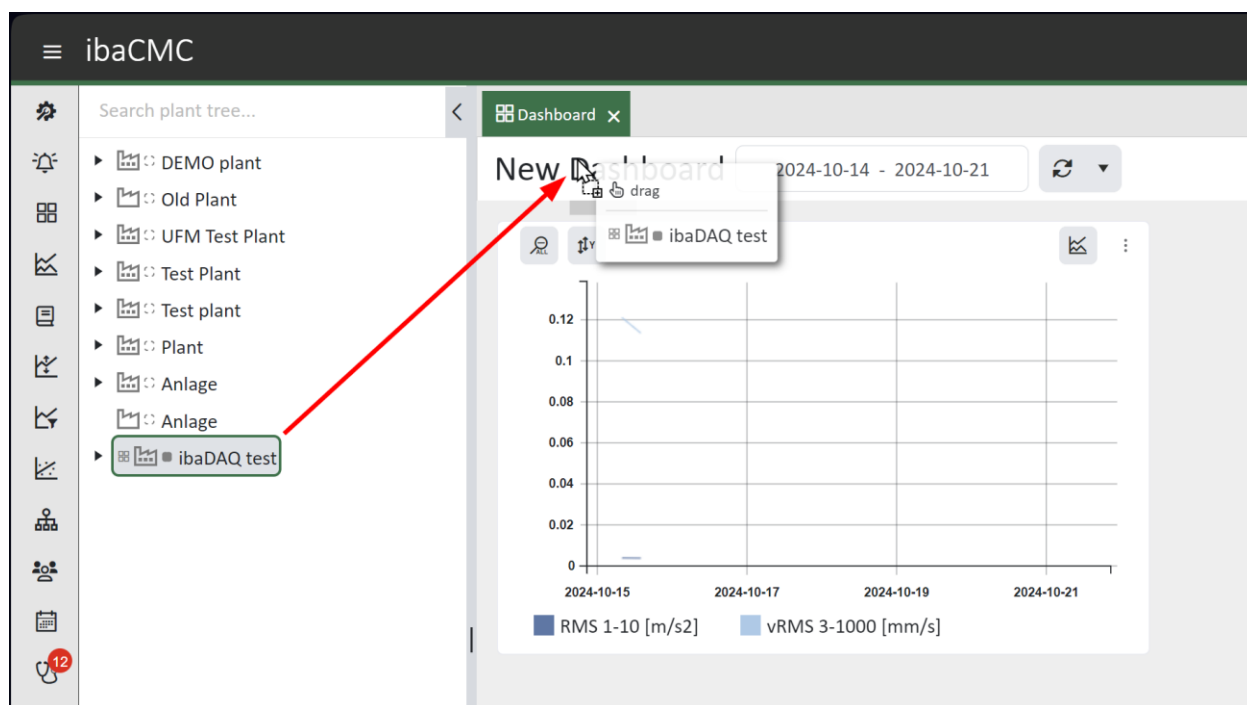 ibaCMC
Search plant tree...
DEMO plant
Old Plant
UFM Test Plant
Test Plant
Test plant
Plant
Anlage
Anlage
ibaDAQ test
12
Dashboard
New Dashboard
2024-10-14 - 2024-10-21
drag
ibaDAQ test
ALL
Y
0.12
0.1
0.08
0.06
0.04
0.02
0
2024-10-15 2024-10-17 2024-10-19 2024-10-21
RMS 1-10 [m/s2] vRMS 3-1000 [mm/s]